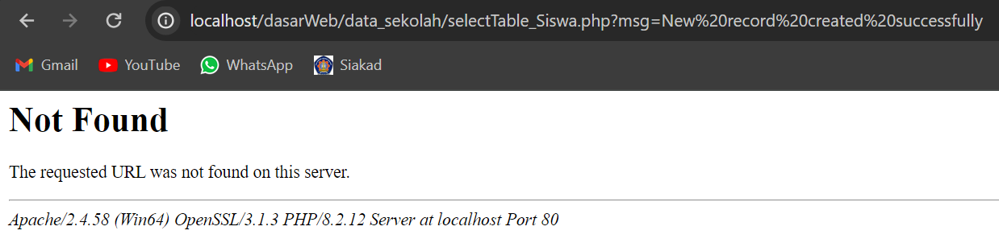 localhost/dasarWeb/data_sekolah/selectTable_Siswa.php?msg=New%20record%20created%20successfully
Gmail YouTube WhatsApp Siakad
Not Found
The requested URL was not found on this server.
Apache/2.4.58 (Win64) OpenSSL/3.1.3 PHP/8.2.12 Server at localhost Port 80